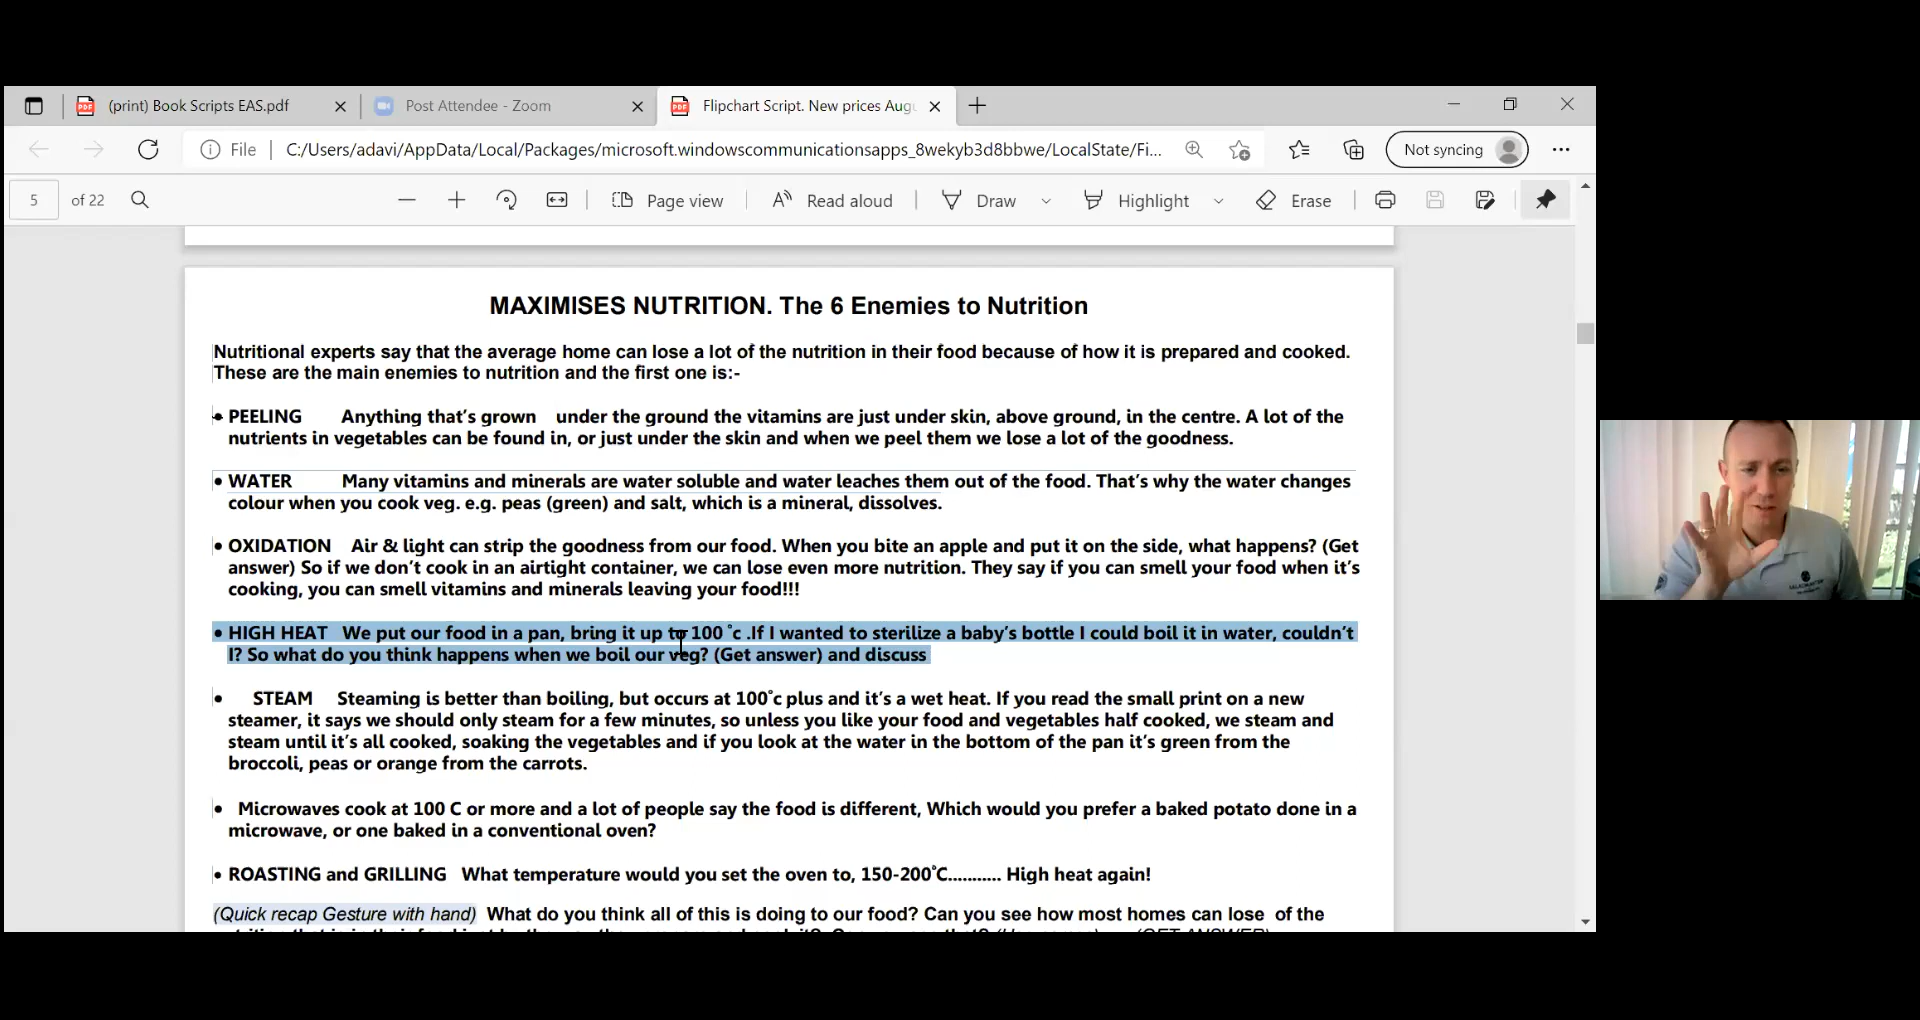 (print) Book Scripts EAS.pdf
Post Attendee - Zoom
Flipchart Script. New prices Augu
File
C:/Users/adavi/AppData/Local/Packages/microsoft.windowscommunicationsapps_8wekyb3d8bbwe/LocalState/Fi...
Not syncing
5 of 22
Page view
Read aloud
Draw
Highlight
Erase
MAXIMISES NUTRITION. The 6 Enemies to Nutrition
Nutritional experts say that the average home can lose a lot of the nutrition in their food because of how it is prepared and cooked.
These are the main enemies to nutrition and the first one is:-
• PEELING Anything that’s grown under the ground the vitamins are just under skin, above ground, in the centre. A lot of the
nutrients in vegetables can be found in, or just under the skin and when we peel them we lose a lot of the goodness.
• WATER Many vitamins and minerals are water soluble and water leaches them out of the food. That’s why the water changes
colour when you cook veg. e.g. peas (green) and salt, which is a mineral, dissolves.
• OXIDATION Air & light can strip the goodness from our food. When you bite an apple and put it on the side, what happens? (Get
answer) So if we don’t cook in an airtight container, we can lose even more nutrition. They say if you can smell your food when it’s
cooking, you can smell vitamins and minerals leaving your food!!!
• HIGH HEAT We put our food in a pan, bring it up to 100 ˚c .If I wanted to sterilize a baby’s bottle I could boil it in water, couldn’t
I? So what do you think happens when we boil our veg? (Get answer) and discuss
• STEAM Steaming is better than boiling, but occurs at 100˚c plus and it’s a wet heat. If you read the small print on a new
steamer, it says we should only steam for a few minutes, so unless you like your food and vegetables half cooked, we steam and
steam until it’s all cooked, soaking the vegetables and if you look at the water in the bottom of the pan it’s green from the
broccoli, peas or orange from the carrots.
• Microwaves cook at 100 C or more and a lot of people say the food is different, Which would you prefer a baked potato done in a
microwave, or one baked in a conventional oven?
• ROASTING and GRILLING What temperature would you set the oven to, 150-200˚C........... High heat again!
(Quick recap Gesture with hand) What do you think all of this is doing to our food? Can you see how most homes can lose of the